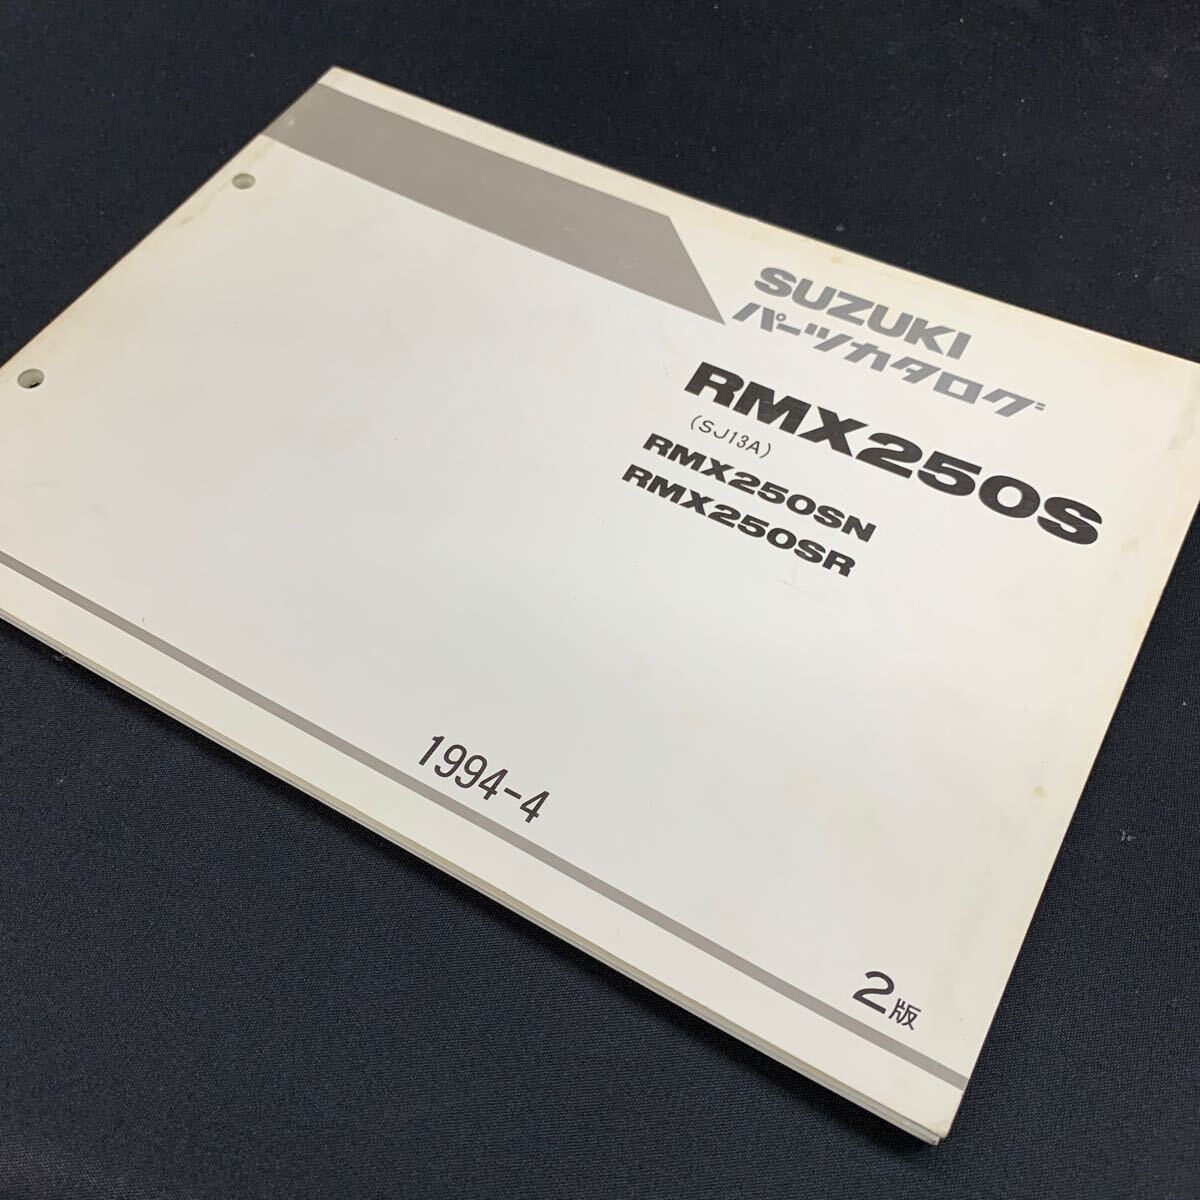 SUZUKI
パーツカタログ
RMX250S
(SJ13A)
RMX250SN
RMX250SR
1994-4
2版